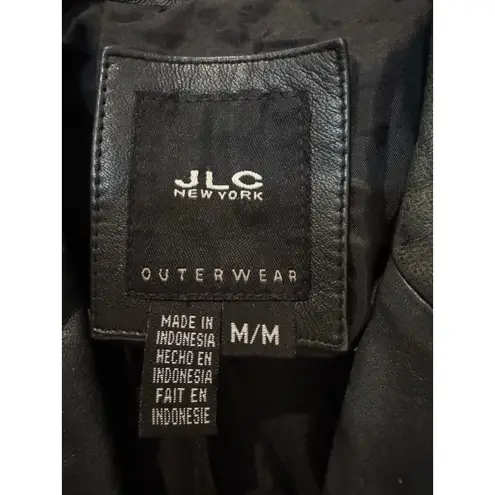 JLC
NEW YORK
OUTERWEAR
MADE IN
INDONESIA
HECHO EN
INDONESIA
FAIT EN
INDONESIE
M/M